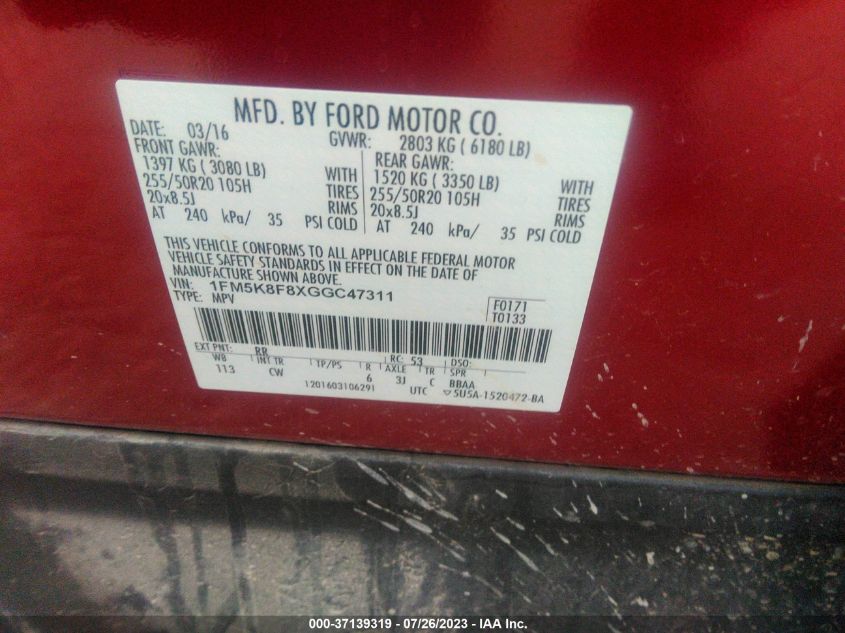 MFD. BY FORD MOTOR CO.
DATE: 03/16 GVWR: 2803 KG ( 6180 LB)
FRONT GAWR: REAR GAWR:
1397 KG ( 3080 LB) WITH 1520 KG ( 3350 LB) WITH
255/50R20 105H TIRES 255/50R20 105H TIRES
20x8.5J RIMS 20x8.5J RIMS
AT 240 kPa/ 35 PSI COLD AT 240 kPa/ 35 PSI COLD
THIS VEHICLE CONFORMS TO ALL APPLICABLE FEDERAL MOTOR
VEHICLE SAFETY STANDARDS IN EFFECT ON THE DATE OF
MANUFACTURE SHOWN ABOVE.
VIN: 1FM5K8F8XGGC47311 F0171
TYPE: MPV T0133
EXT PNT: RR RC: 53 DSO:
WB INT TR TP/PS R AXLE TR SPR
113 CW 6 3J C BBAA
1201603106291 UTC ▽ 5U5A-1520472-BA
000-37139319 / 07/26/2023 - IAA Inc.